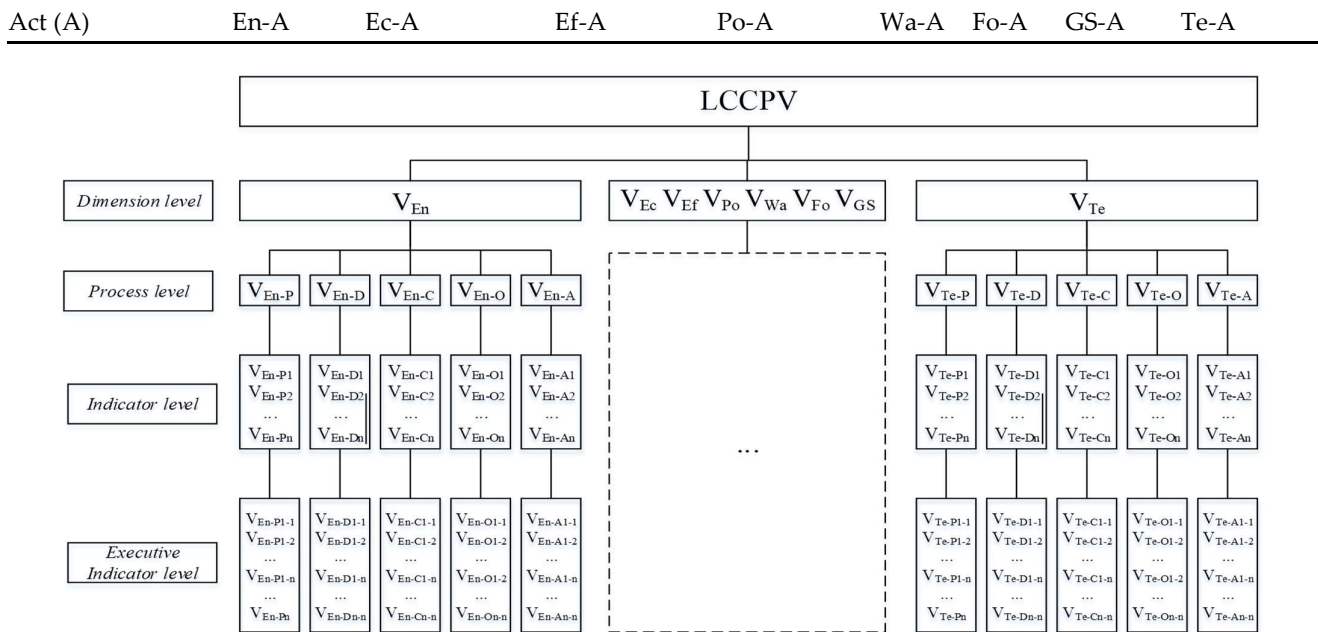 Act (A) En-A Ec-A Ef-A Po-A Wa-A Fo-A GS-A Te-A
LCCPV
Dimension level V_En V_Ec V_Ef V_Po V_Wa V_Fo V_GS V_Te
Process level V_En-P V_En-D V_En-C V_En-O V_En-A V_Te-P V_Te-D V_Te-C V_Te-O V_Te-A
V_En-P1 V_En-D1 V_En-C1 V_En-O1 V_En-A1 V_Te-P1 V_Te-D1 V_Te-C1 V_Te-O1 V_Te-A1
Indicator level V_En-P2 V_En-D2 V_En-C2 V_En-O2 V_En-A2 V_Te-P2 V_Te-D2 V_Te-C2 V_Te-O2 V_Te-A2
... ... ... ... ... ... ... ... ... ...
V_En-Pn V_En-Dn V_En-Cn V_En-On V_En-An ... V_Te-Pn V_Te-Dn V_Te-Cn V_Te-On V_Te-An
V_En-P1-1 V_En-D1-1 V_En-C1-1 V_En-O1-1 V_En-A1-1 V_Te-P1-1 V_Te-D1-1 V_Te-C1-1 V_Te-O1-1 V_Te-A1-1
V_En-P1-2 V_En-D1-2 V_En-C1-2 V_En-O1-2 V_En-A1-2 V_Te-P1-2 V_Te-D1-2 V_Te-C1-2 V_Te-O1-2 V_Te-A1-2
Executive ... ... ... ... ... ... ... ... ... ...
Indicator level V_En-P1-n V_En-D1-n V_En-C1-n V_En-O1-2 V_En-A1-n V_Te-P1-n V_Te-D1-n V_Te-C1-n V_Te-O1-2 V_Te-A1-n
... ... ... ... ... ... ... ... ... ...
V_En-Pn V_En-Dn-n V_En-Cn-n V_En-On-n V_En-An-n V_Te-Pn V_Te-Dn-n V_Te-Cn-n V_Te-On-n V_Te-An-n